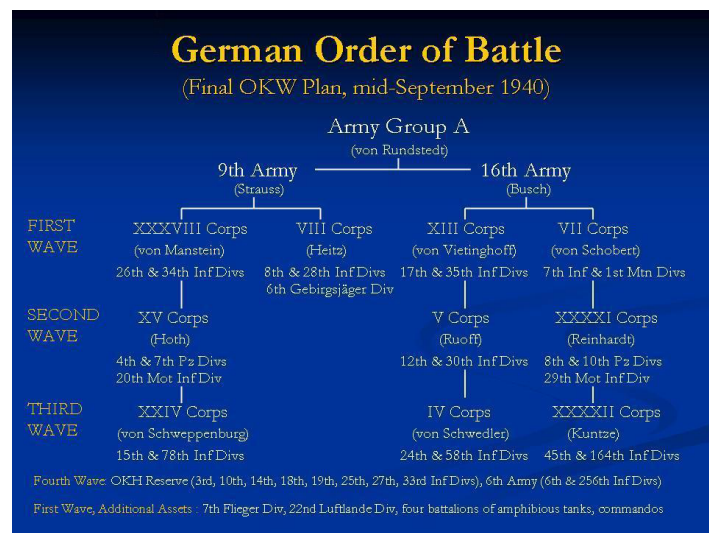 German Order of Battle
(Final OKW Plan, mid-September 1940)
Army Group A
(von Rundstedt)
9th Army
(Strauss)
16th Army
(Busch)
FIRST
WAVE
XXXVIII Corps
(von Manstein)
26th & 34th Inf Divs
VIII Corps
(Heitz)
8th & 28th Inf Divs
6th Gebirgsjäger Div
XIII Corps
(von Vietinghoff)
17th & 35th Inf Divs
VII Corps
(von Schobert)
7th Inf & 1st Mtn Divs
SECOND
WAVE
XV Corps
(Hoth)
4th & 7th Pz Divs
20th Mot Inf Div
V Corps
(Ruoff)
12th & 30th Inf Divs
XXXXI Corps
(Reinhardt)
8th & 10th Pz Divs
29th Mot Inf Div
THIRD
WAVE
XXIV Corps
(von Schweppenburg)
15th & 78th Inf Divs
IV Corps
(von Schwedler)
24th & 58th Inf Divs
XXXXII Corps
(Kuntze)
45th & 164th Inf Divs
Fourth Wave: OKH Reserve (3rd, 10th, 14th, 18th, 19th, 25th, 27th, 33rd Inf Divs), 6th Army (6th & 256th Inf Divs)
First Wave, Additional Assets : 7th Flieger Div, 22nd Luftlande Div, four battalions of amphibious tanks, commandos